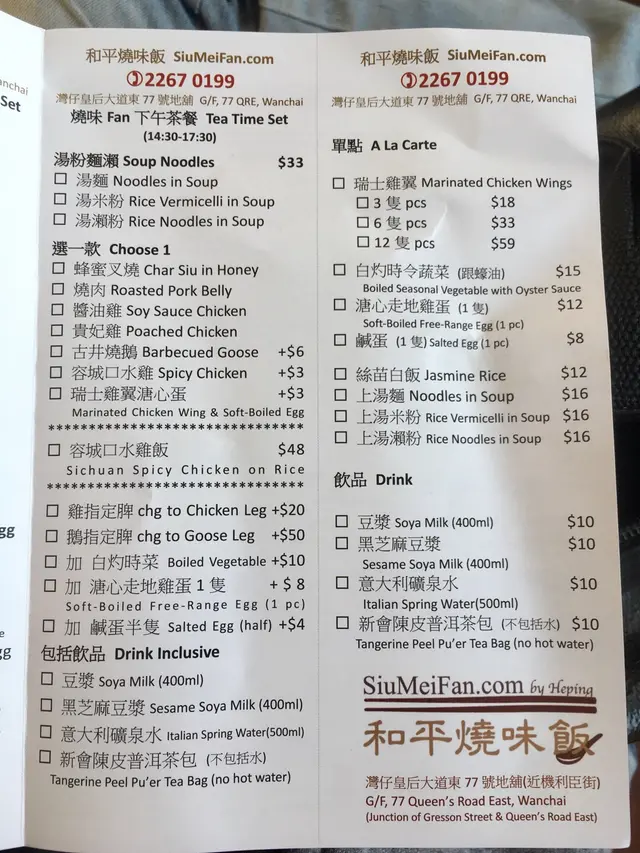 anchai
Set
gg
e
gg
和平燒味飯 SiuMeiFan.com
✆2267 0199
灣仔皇后大道東 77 號地舖 G/F, 77 QRE, Wanchai
燒味 Fan 下午茶餐 Tea Time Set
(14:30-17:30)
湯粉麵瀨 Soup Noodles $33
□ 湯麵 Noodles in Soup
□ 湯米粉 Rice Vermicelli in Soup
□ 湯瀨粉 Rice Noodles in Soup
選一款 Choose 1
□ 蜂蜜叉燒 Char Siu in Honey
□ 燒肉 Roasted Pork Belly
□ 醬油雞 Soy Sauce Chicken
□ 貴妃雞 Poached Chicken
□ 古井燒鵝 Barbecued Goose +$6
□ 容城口水雞 Spicy Chicken +$3
□ 瑞士雞翼溏心蛋 +$3
Marinated Chicken Wing & Soft-Boiled Egg
********************************
□ 容城口水雞飯 $48
Sichuan Spicy Chicken on Rice
********************************
□ 雞指定脾 chg to Chicken Leg +$20
□ 鵝指定脾 chg to Goose Leg +$50
□ 加 白灼時菜 Boiled Vegetable +$10
□ 加 溏心走地雞蛋 1 隻 + $ 8
Soft-Boiled Free-Range Egg (1 pc)
□ 加 鹹蛋半隻 Salted Egg (half) +$4
包括飲品 Drink Inclusive
□ 豆漿 Soya Milk (400ml)
□ 黑芝麻豆漿 Sesame Soya Milk (400ml)
□ 意大利礦泉水 Italian Spring Water(500ml)
□ 新會陳皮普洱茶包 (不包括水)
Tangerine Peel Pu'er Tea Bag (no hot water)
和平燒味飯 SiuMeiFan.com
✆2267 0199
灣仔皇后大道東 77 號地舖 G/F, 77 QRE, Wanchai
單點 A La Carte
□ 瑞士雞翼 Marinated Chicken Wings
□ 3 隻 pcs $18
□ 6 隻 pcs $33
□ 12 隻 pcs $59
□ 白灼時令蔬菜 (跟蠔油) $15
Boiled Seasonal Vegetable with Oyster Sauce
□ 溏心走地雞蛋 (1 隻) $12
Soft-Boiled Free-Range Egg (1 pc)
□ 鹹蛋 (1 隻) Salted Egg (1 pc) $8
□ 絲苗白飯 Jasmine Rice $12
□ 上湯麵 Noodles in Soup $16
□ 上湯米粉 Rice Vermicelli in Soup $16
□ 上湯瀨粉 Rice Noodles in Soup $16
飲品 Drink
□ 豆漿 Soya Milk (400ml) $10
□ 黑芝麻豆漿 $10
Sesame Soya Milk (400ml)
□ 意大利礦泉水 $10
Italian Spring Water(500ml)
□ 新會陳皮普洱茶包 (不包括水) $10
Tangerine Peel Pu'er Tea Bag (no hot water)
SiuMeiFan.com by Heping
和平燒味飯
灣仔皇后大道東 77 號地舖(近機利臣街)
G/F, 77 Queen's Road East, Wanchai
(Junction of Gresson Street & Queen's Road East)